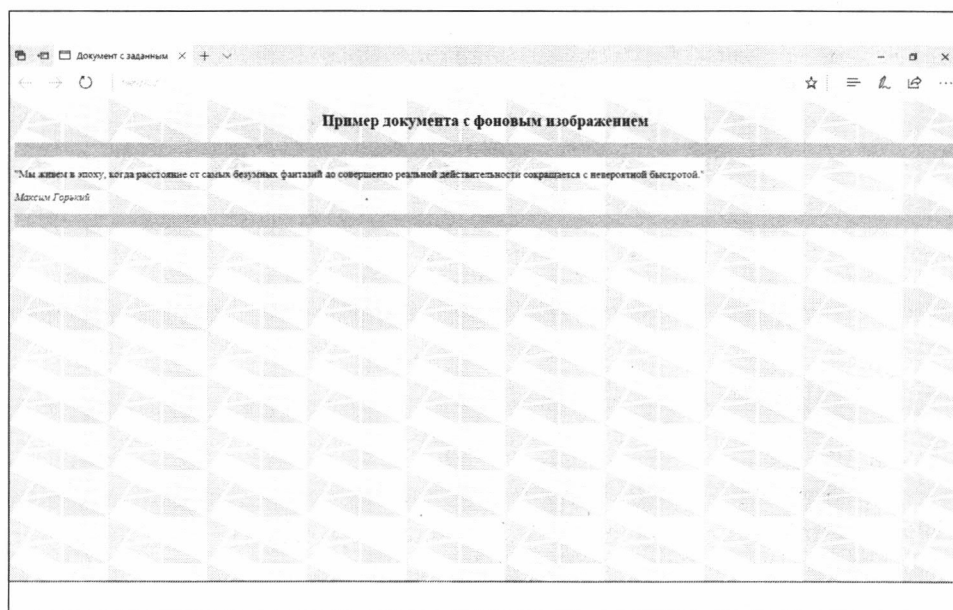 Документ с заданным
Пример документа с фоновым изображением
"Мы живем в эпоху, когда расстояние от самых безумных фантазий до совершенно реальной действительности сокращается с невероятной быстротой."
Максим Горький